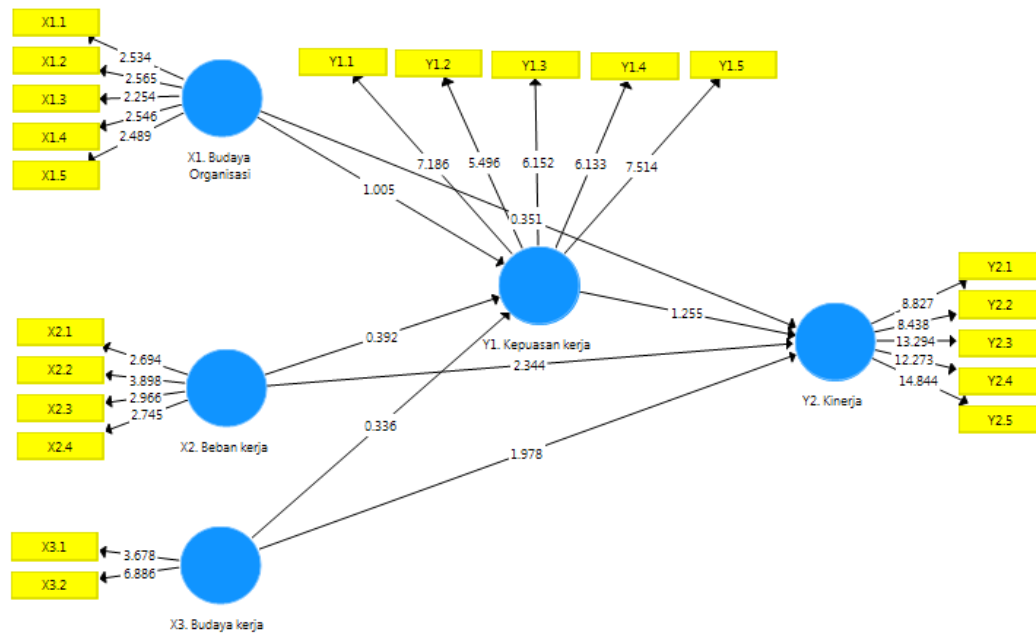 X1.1
X1.2
X1.3
X1.4
X1.5
2.534
2.565
2.254
2.546
2.489
X1. Budaya
Organisasi
Y1.1
Y1.2
Y1.3
Y1.4
Y1.5
7.186
5.496
6.152
6.133
7.514
1.005
0.351
X2.1
X2.2
X2.3
X2.4
2.694
3.898
2.966
2.745
X2. Beban kerja
0.392
Y1. Kepuasan kerja
1.255
2.344
0.336
1.978
Y2.1
Y2.2
Y2.3
Y2.4
Y2.5
8.827
8.438
13.294
12.273
14.844
Y2. Kinerja
X3.1
X3.2
3.678
6.886
X3. Budaya kerja